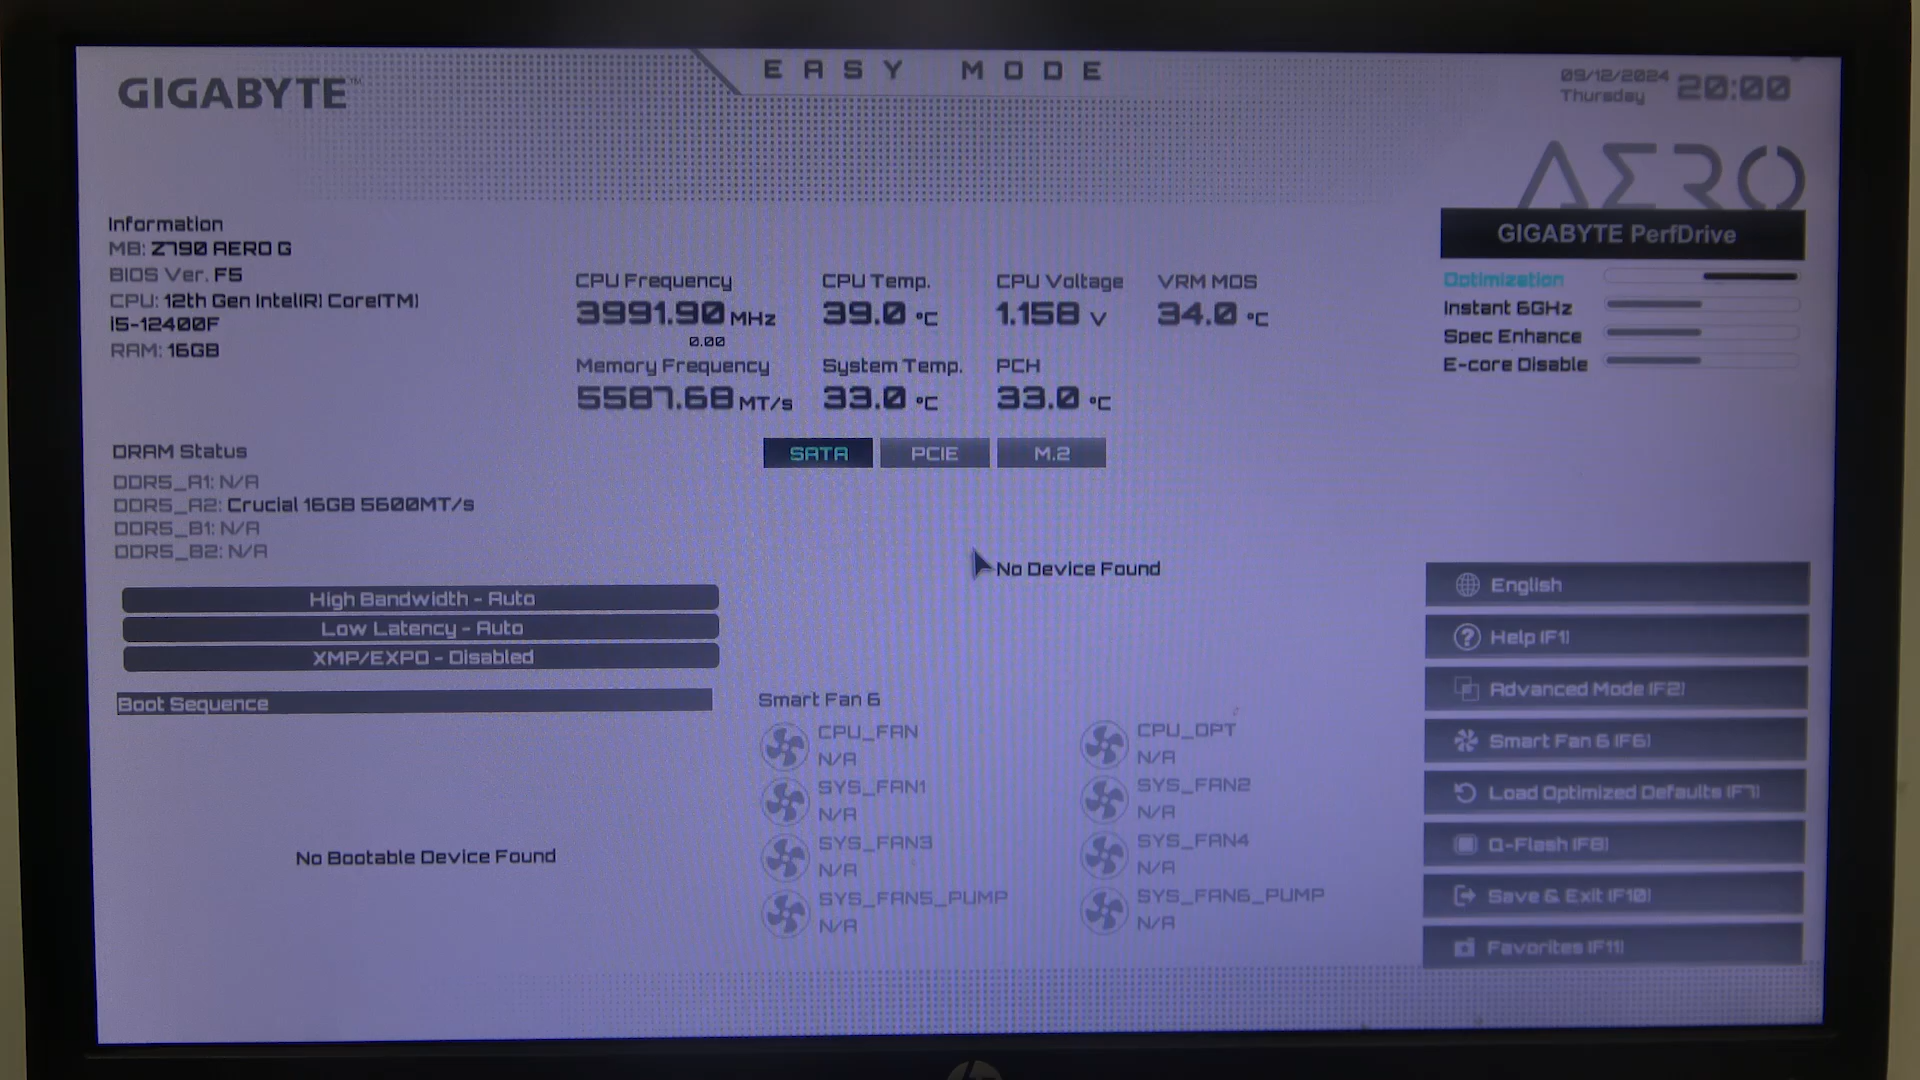 GIGABYTE™
EASY MODE
09/12/2024
Thursday
20:00
AERO
Information
MB: Z790 AERO G
BIOS Ver. F5
CPU: 12th Gen Intel(R) Core(TM)
i5-12400F
RAM: 16GB
CPU Frequency
3991.90 MHz
0.00
CPU Temp.
39.0 °C
CPU Voltage
1.158 V
VRM MOS
34.0 °C
Memory Frequency
5587.68 MT/s
System Temp.
33.0 °C
PCH
33.0 °C
GIGABYTE PerfDrive
Optimization
Instant 6GHz
Spec Enhance
E-core Disable
DRAM Status
DDR5_A1: N/A
DDR5_A2: Crucial 16GB 5600MT/s
DDR5_B1: N/A
DDR5_B2: N/A
SATA
PCIE
M.2
No Device Found
High Bandwidth - Auto
Low Latency - Auto
XMP/EXPO - Disabled
Boot Sequence
No Bootable Device Found
Smart Fan 6
CPU_FAN
N/A
CPU_OPT
N/A
SYS_FAN1
N/A
SYS_FAN2
N/A
SYS_FAN3
N/A
SYS_FAN4
N/A
SYS_FAN5_PUMP
N/A
SYS_FAN6_PUMP
N/A
English
Help (F1)
Advanced Mode (F2)
Smart Fan 6 (F6)
Load Optimized Defaults (F7)
Q-Flash (F8)
Save & Exit (F10)
Favorites (F11)
hp